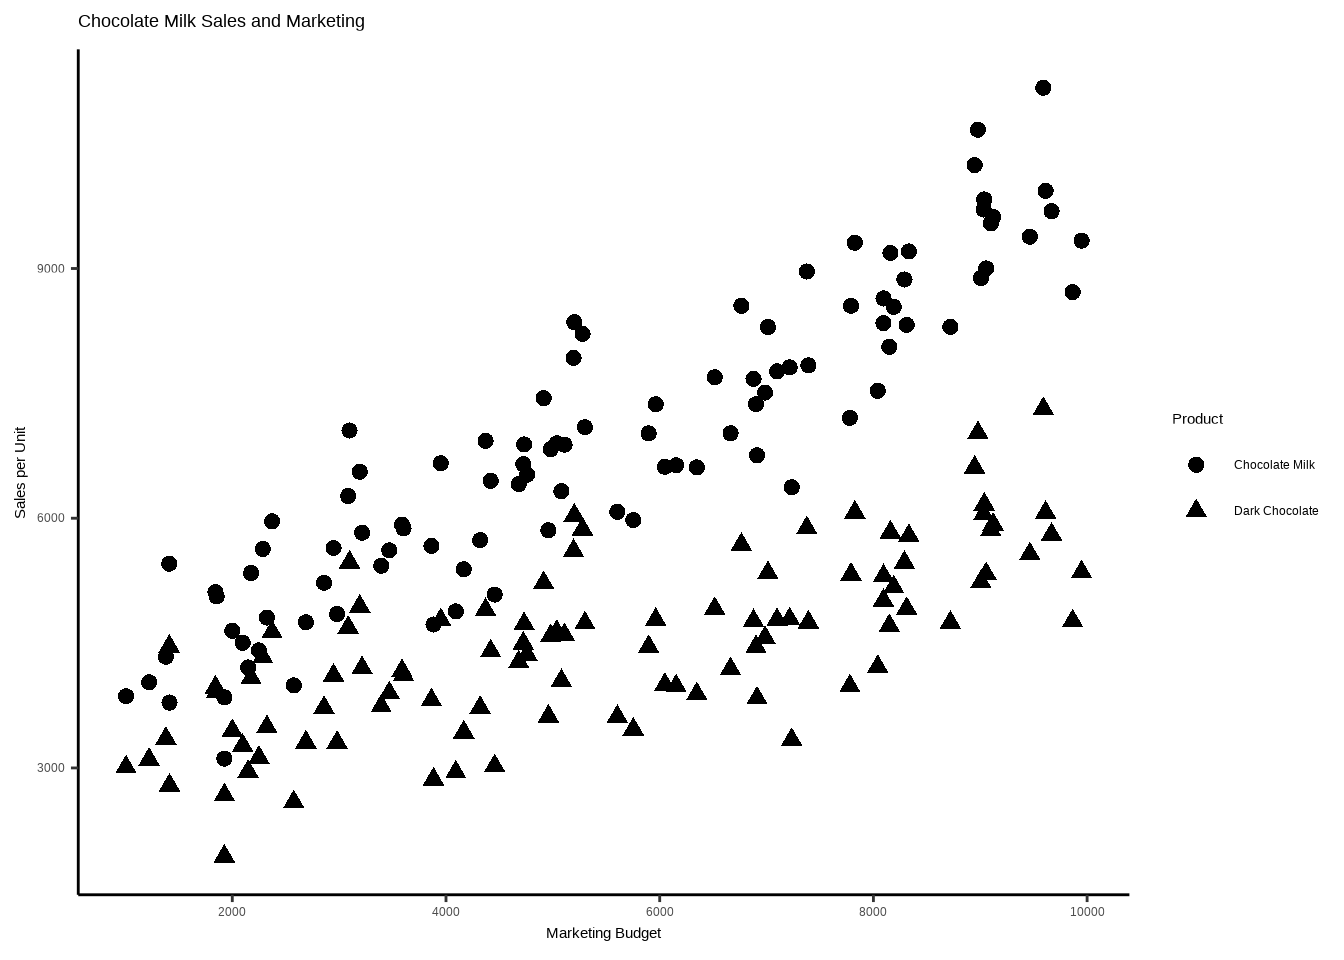 Chocolate Milk Sales and Marketing
9000
6000
3000
Sales per Unit
2000
4000
6000
8000
10000
Marketing Budget
Product
Chocolate Milk
Dark Chocolate